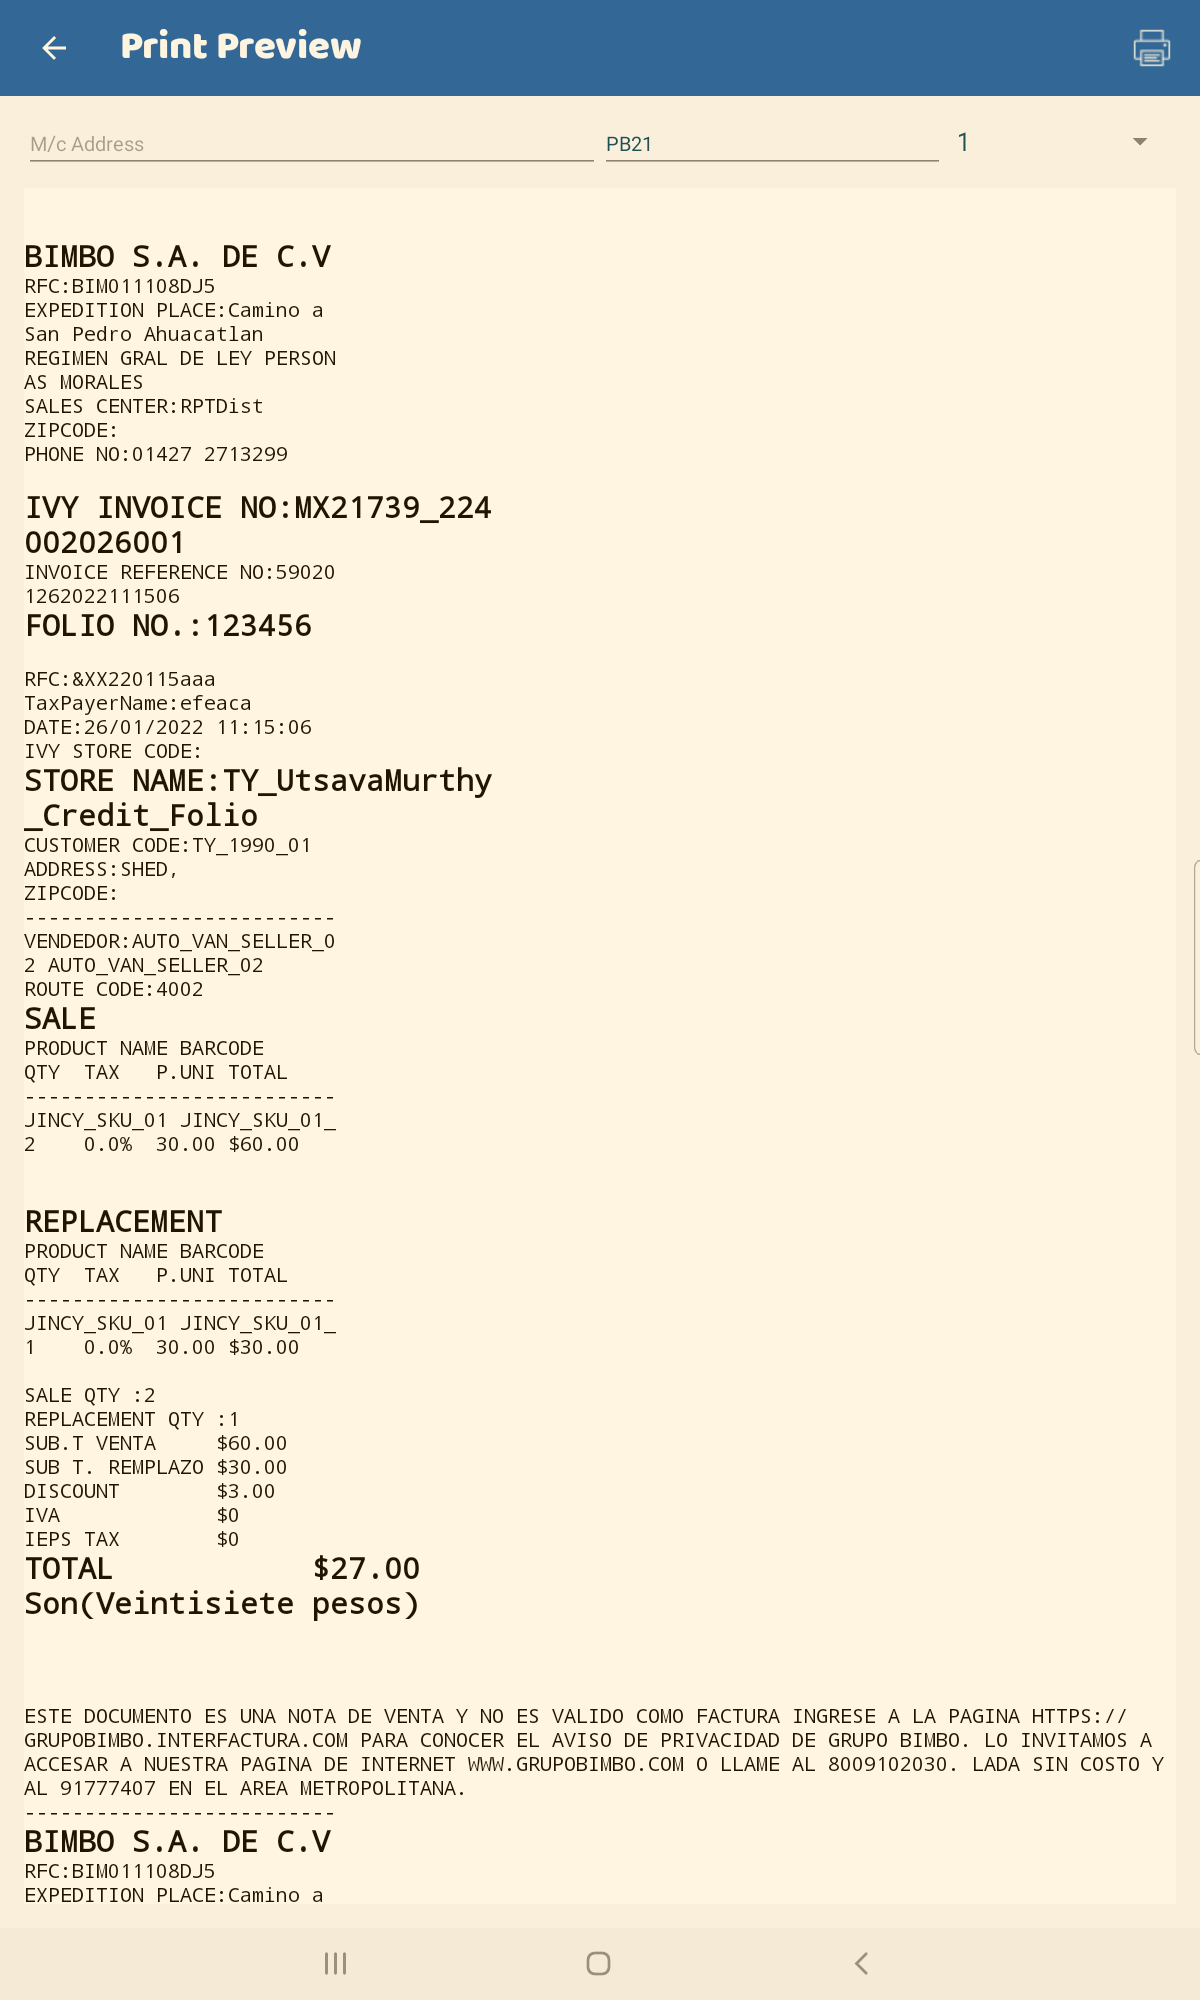 Print Preview
M/c Address
PB21
1
BIMBO S.A. DE C.V
RFC:BIM011108DJ5
EXPEDITION PLACE:Camino a
San Pedro Ahuacatlan
REGIMEN GRAL DE LEY PERSON
AS MORALES
SALES CENTER:RPTDist
ZIPCODE:
PHONE NO:01427 2713299
IVY INVOICE NO:MX21739_224
002026001
INVOICE REFERENCE NO:59020
1262022111506
FOLIO NO.:123456
RFC:&XX220115aaa
TaxPayerName:efeaca
DATE:26/01/2022 11:15:06
IVY STORE CODE:
STORE NAME:TY_UtsavaMurthy
_Credit_Folio
CUSTOMER CODE:TY_1990_01
ADDRESS:SHED,
ZIPCODE:
--------------------------
VENDEDOR:AUTO_VAN_SELLER_0
2 AUTO_VAN_SELLER_02
ROUTE CODE:4002
SALE
PRODUCT NAME BARCODE
QTY  TAX   P.UNI TOTAL
--------------------------
JINCY_SKU_01 JINCY_SKU_01_
2    0.0%  30.00 $60.00
REPLACEMENT
PRODUCT NAME BARCODE
QTY  TAX   P.UNI TOTAL
--------------------------
JINCY_SKU_01 JINCY_SKU_01_
1    0.0%  30.00 $30.00
SALE QTY :2
REPLACEMENT QTY :1
SUB.T VENTA     $60.00
SUB T. REMPLAZO $30.00
DISCOUNT        $3.00
IVA             $0
IEPS TAX        $0
TOTAL           $27.00
Son(Veintisiete pesos)
ESTE DOCUMENTO ES UNA NOTA DE VENTA Y NO ES VALIDO COMO FACTURA INGRESE A LA PAGINA HTTPS://
GRUPOBIMBO.INTERFACTURA.COM PARA CONOCER EL AVISO DE PRIVACIDAD DE GRUPO BIMBO. LO INVITAMOS A
ACCESAR A NUESTRA PAGINA DE INTERNET WWW.GRUPOBIMBO.COM O LLAME AL 8009102030. LADA SIN COSTO Y
AL 91777407 EN EL AREA METROPOLITANA.
--------------------------
BIMBO S.A. DE C.V
RFC:BIM011108DJ5
EXPEDITION PLACE:Camino a